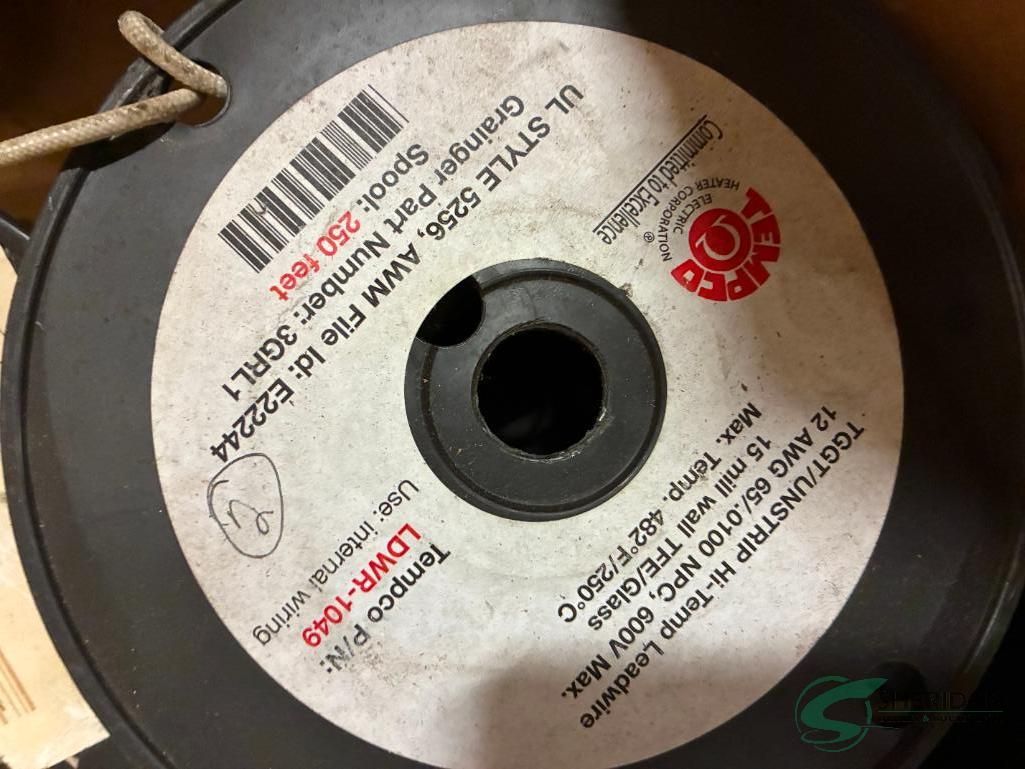 TEMPCO
ELECTRIC
HEATER CORPORATION
®
Committed to Excellence
TGGT/UNSTRIP Hi-Temp Leadwire
12 AWG 65/.0100 NPC, 600V Max.
15 mill wall TFE/Glass
Max. Temp. 482°F/250°C
Tempco P/N:
LDWR-1049
Use: internal wiring
UL STYLE 5256, AWM File Id: E22244
Grainger Part Number: 3GRL1
Spool: 250 feet
12
SHERIDAN